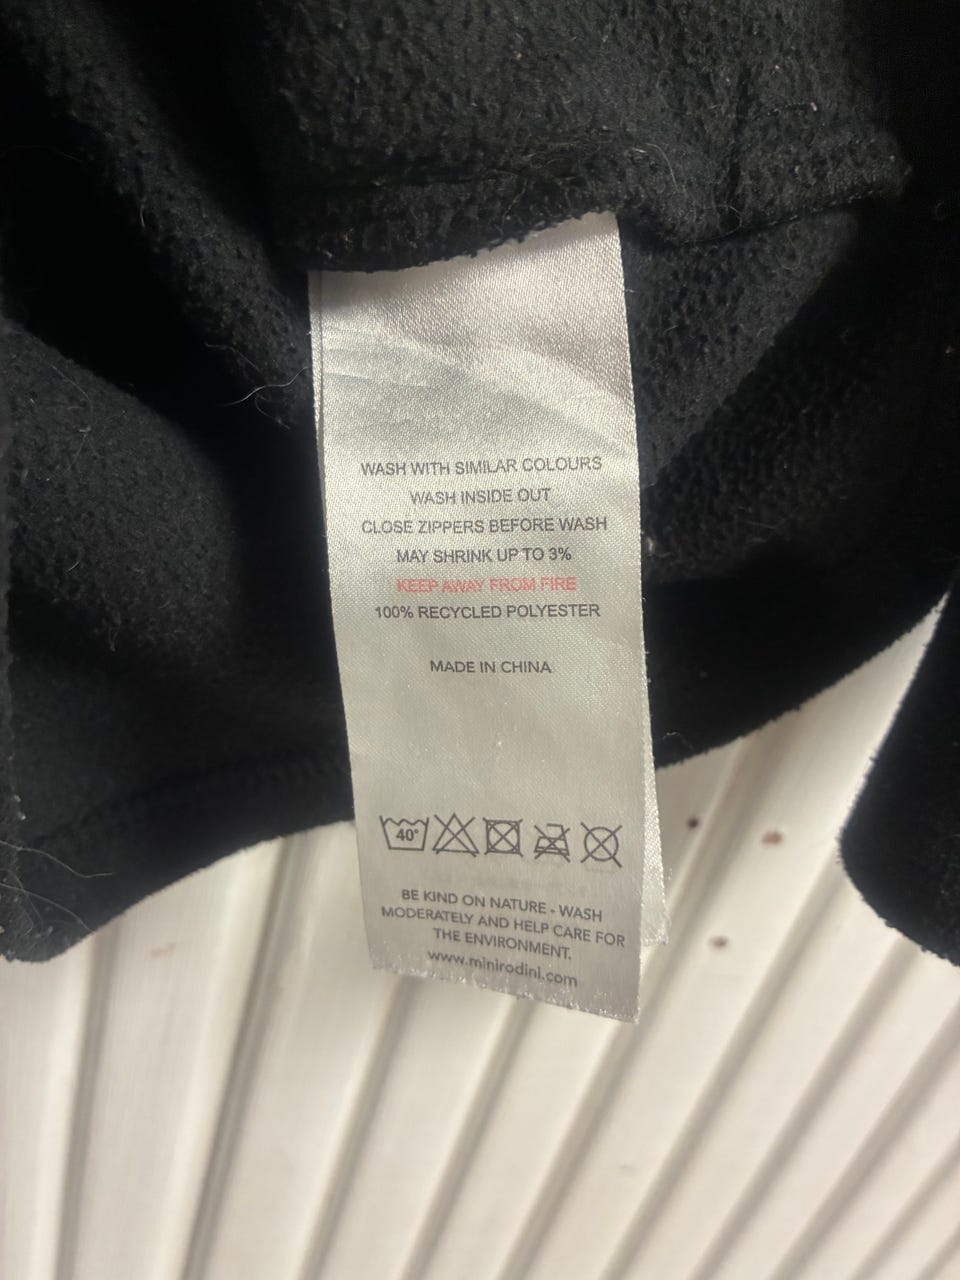 WASH WITH SIMILAR COLOURS
WASH INSIDE OUT
CLOSE ZIPPERS BEFORE WASH
MAY SHRINK UP TO 3%
KEEP AWAY FROM FIRE
100% RECYCLED POLYESTER
MADE IN CHINA
40°
BE KIND ON NATURE - WASH
MODERATELY AND HELP CARE FOR
THE ENVIRONMENT.
www.minirodini.com